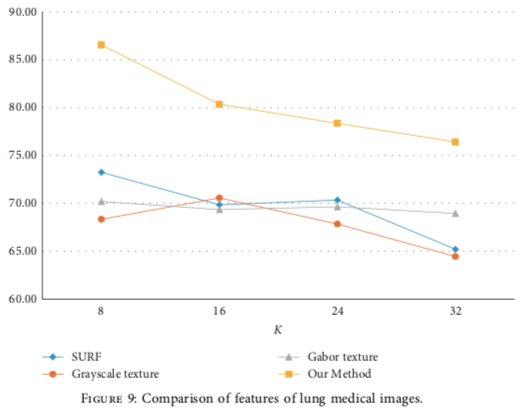 90.00
85.00
80.00
75.00
70.00
65.00
60.00
8 16 24 32
K
SURF Gabor texture
Grayscale texture Our Method
FIGURE 9: Comparison of features of lung medical images.